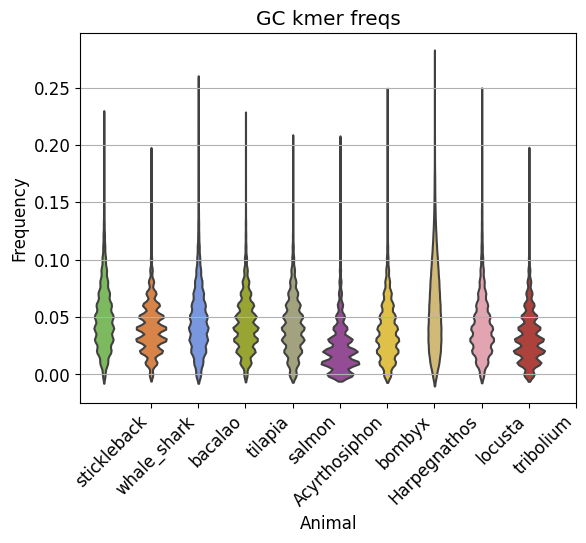 GC kmer freqs
0.25
0.20
0.15
0.10
0.05
0.00
Frequency
stickleback
whale_shark
bacalao
tilapia
salmon
Acyrthosiphon
bombyx
Harpegnathos
locusta
tribolium
Animal